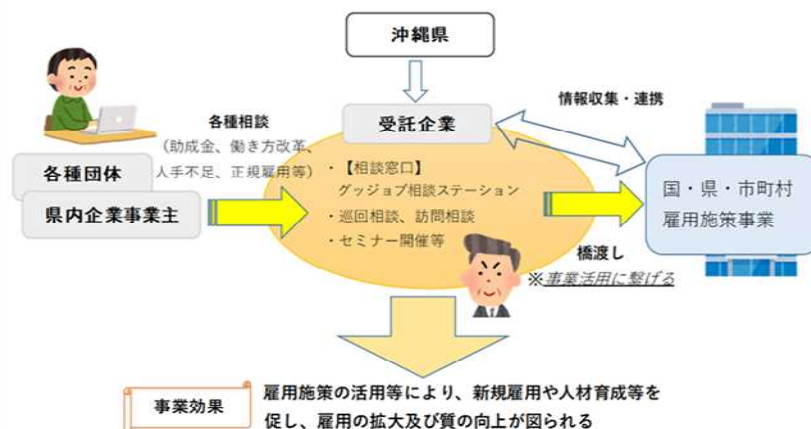 沖縄県
情報収集・連携
各種相談
（助成金、働き方改革、
人手不足、正規雇用等）
受託企業
各種団体
県内企業事業主
・【相談窓口】
グッジョブ相談ステーション
・巡回相談、訪問相談
・セミナー開催等
国・県・市町村
雇用施策事業
橋渡し
※事業活用に繋げる
事業効果
雇用施策の活用等により、新規雇用や人材育成等を
促し、雇用の拡大及び質の向上が図られる